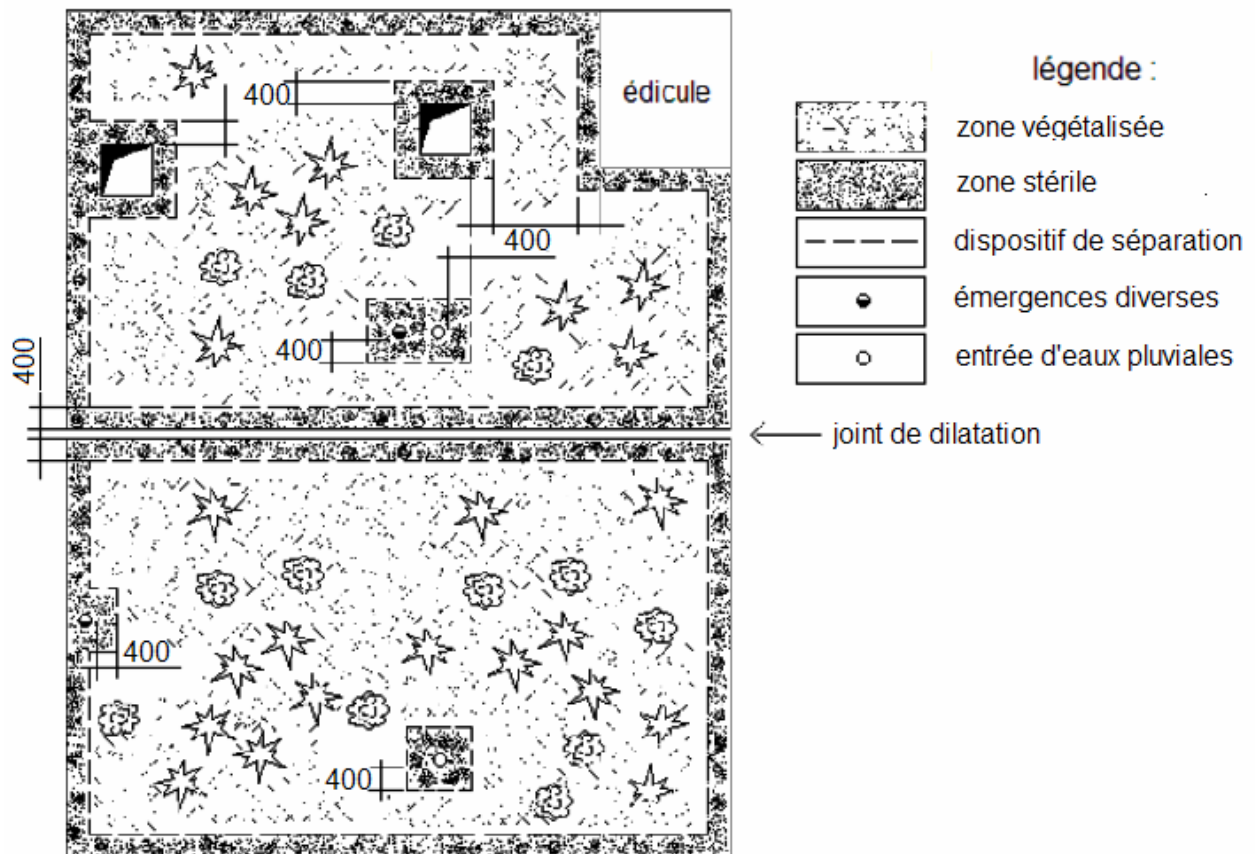 légende :
400
édicule
zone végétalisée
400
zone stérile
400
dispositif de séparation
émergences diverses
400
400
entrée d'eaux pluviales
joint de dilatation
400
400